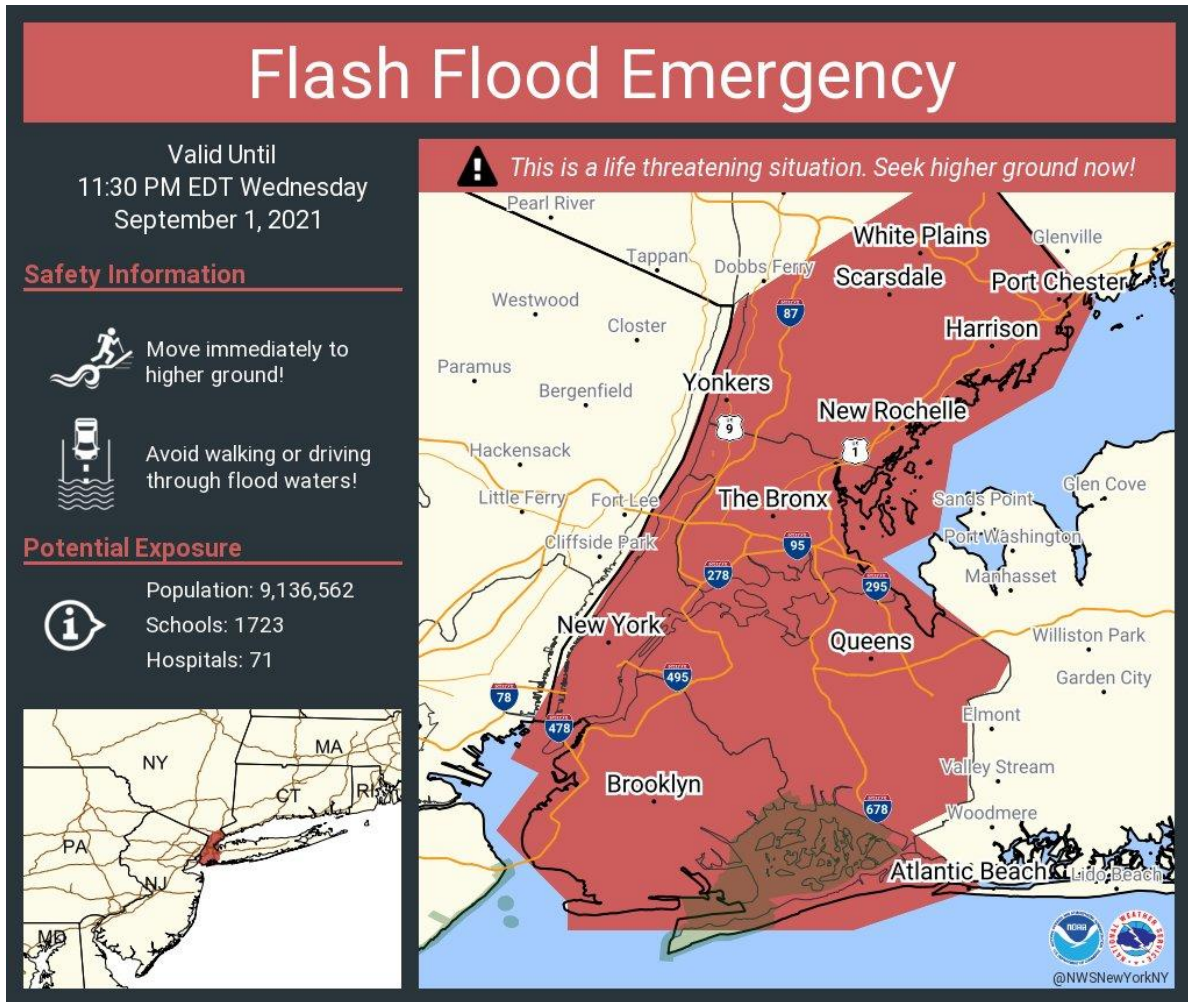 Flash Flood Emergency
Valid Until
11:30 PM EDT Wednesday
September 1, 2021
Safety Information
Move immediately to
higher ground!
Avoid walking or driving
through flood waters!
Potential Exposure
Population: 9,136,562
Schools: 1723
Hospitals: 71
NY
MA
CT
RI
PA
NJ
MD
This is a life threatening situation. Seek higher ground now!
Pearl River
White Plains
Glenville
Tappan
Dobbs Ferry
Scarsdale
Port Chester
Westwood
87
Closter
Harrison
Paramus
Yonkers
Bergenfield
New Rochelle
9
1
Hackensack
Glen Cove
Little Ferry
Fort Lee
The Bronx
Sands Point
Cliffside Park
95
Port Washington
278
295
Manhasset
New York
Queens
Williston Park
495
Garden City
78
478
Elmont
Brooklyn
Valley Stream
678
Woodmere
Atlantic Beach
Lido Beach
NOAA
NATIONAL WEATHER SERVICE
@NWSNewYorkNY